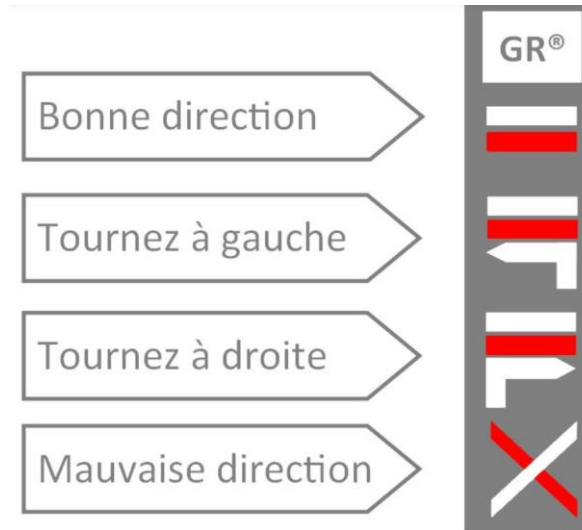 GR®
Bonne direction
Tournez à gauche
Tournez à droite
Mauvaise direction